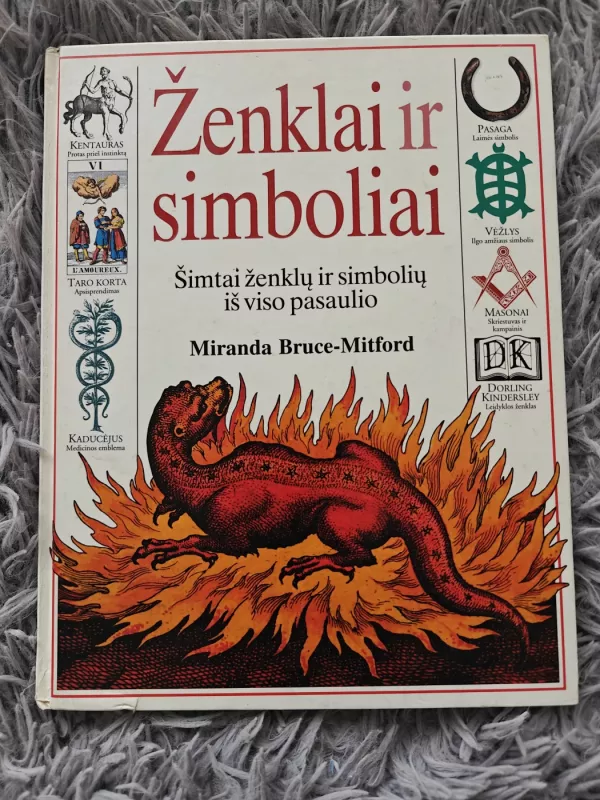 Ženklai ir
simboliai
Šimtai ženklų ir simbolių
iš viso pasaulio
Miranda Bruce-Mitford
KENTAURAS
Protas prieš instinktą
VI
L'AMOUREUX.
TARO KORTA
Apsisprendimas
KADUCĖJUS
Medicinos emblema
PASAGA
Laimės simbolis
VĖŽLYS
Ilgo amžiaus simbolis
MASONAI
Skriestuvas ir
kampainis
DK
DORLING
KINDERSLEY
Leidyklos ženklas